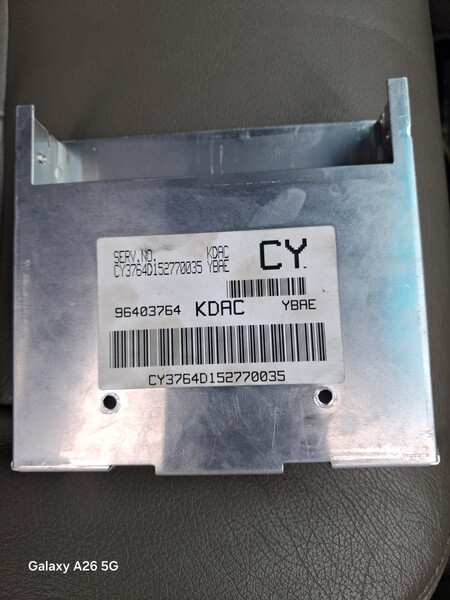 SERV.NO. KDAC
CY3764D152770035 YBAE
CY
96403764 KDAC YBAE
CY3764D152770035
Galaxy A26 5G